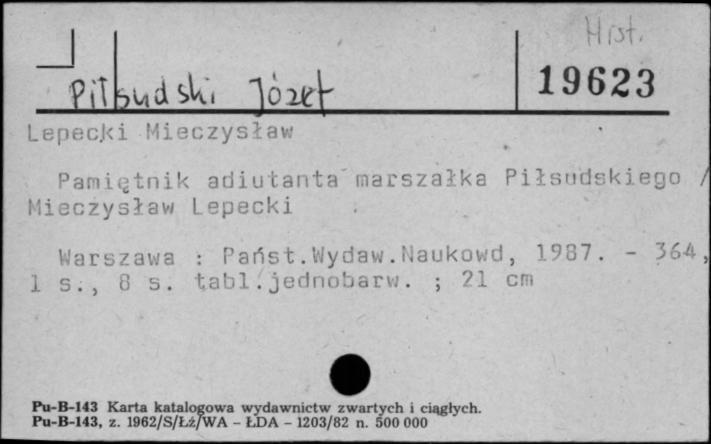 Hist.
Piłsudski Józef
19623
Lepecki Mieczysław
Pamiętnik adiutanta marszałka Piłsudskiego /
Mieczysław Lepecki
Warszawa : Państ.Wydaw.Naukowd, 1987. - 364,
1 s., 8 s. tabl.jednobarw. ; 21 cm
Pu-B-143 Karta katalogowa wydawnictw zwartych i ciągłych.
Pu-B-143, z. 1962/S/Łż/WA - ŁDA - 1203/82 n. 500 000